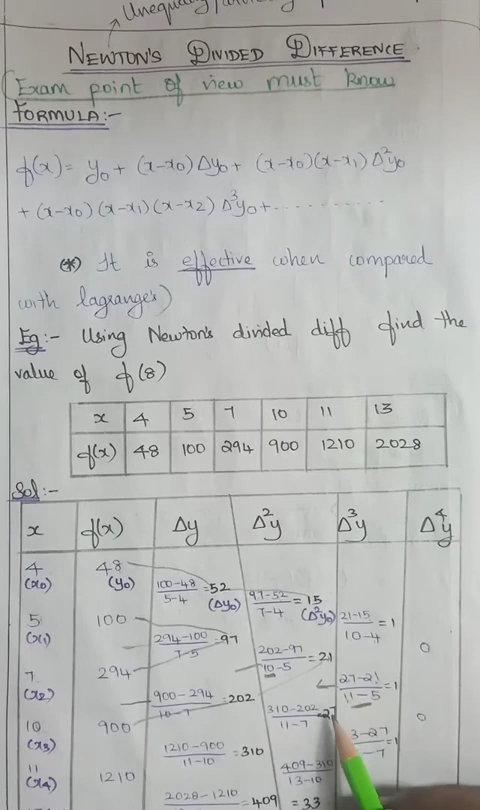 Unequal
NEWTON'S DIVIDED DIFFERENCE
(Exam point of view must know
FORMULA:-
f(x) = y0 + (x-x0) Δy0 + (x-x0)(x-x1) Δ²y0
+ (x-x0) (x-x1) (x-x2) Δ³y0 + ...........
(*) It is effective when compared
with lagrange's)
Eg:- Using Newton's divided diff find the
value of f(8)
x 4 5 7 10 11 13
f(x) 48 100 294 900 1210 2028
Sol:-
x f(x) Δy Δ²y Δ³y Δ⁴y
4 48
(x0) (y0) 100-48/5-4 = 52 97-52/7-4 = 15
(Δy0) (Δ²y0)
5 100 21-15/10-4 = 1
(x1) 294-100/7-5 = 97 202-97/10-5 = 21 0
7 294 27-21/11-5 = 1
(x2) 900-294/10-7 = 202 310-202/11-7 = 27 0
10 900 3-27/-7 = 1
(x3) 1210-900/11-10 = 310 409-310/13-10
11 1210 = 33
(x4) 2028-1210 = 409